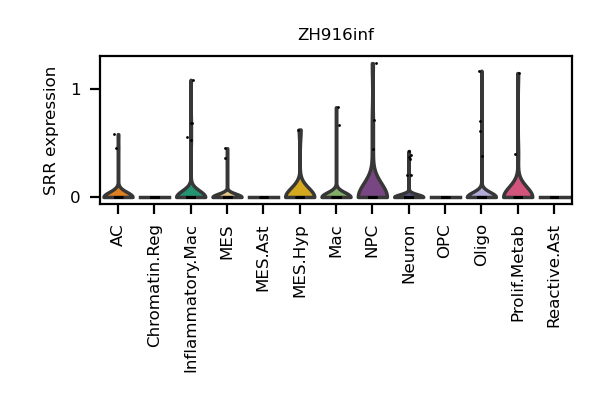 ZH916inf
SRR expression
1
0
AC
Chromatin.Reg
Inflammatory.Mac
MES
MES.Ast
MES.Hyp
Mac
NPC
Neuron
OPC
Oligo
Prolif.Metab
Reactive.Ast